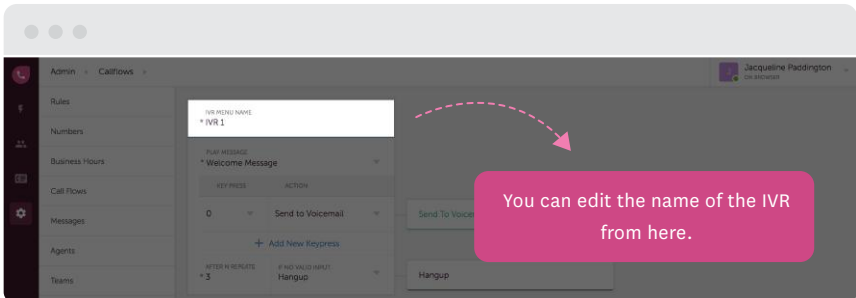 Admin > Callflows >
Jacqueline Paddington
ON BROWSER
Rules
Numbers
Business Hours
Cell Flows
Messages
Agents
Teams
IVR MENU NAME
* IVR 1
PLAY MESSAGE
* Welcome Message
KEY PRESS ACTION
0 Send to Voicemail
Send To Voice
+ Add New Keypress
AFTER N REPEATS IF NO VALID INPUT
* 3 Hangup
Hangup
You can edit the name of the IVR
from here.